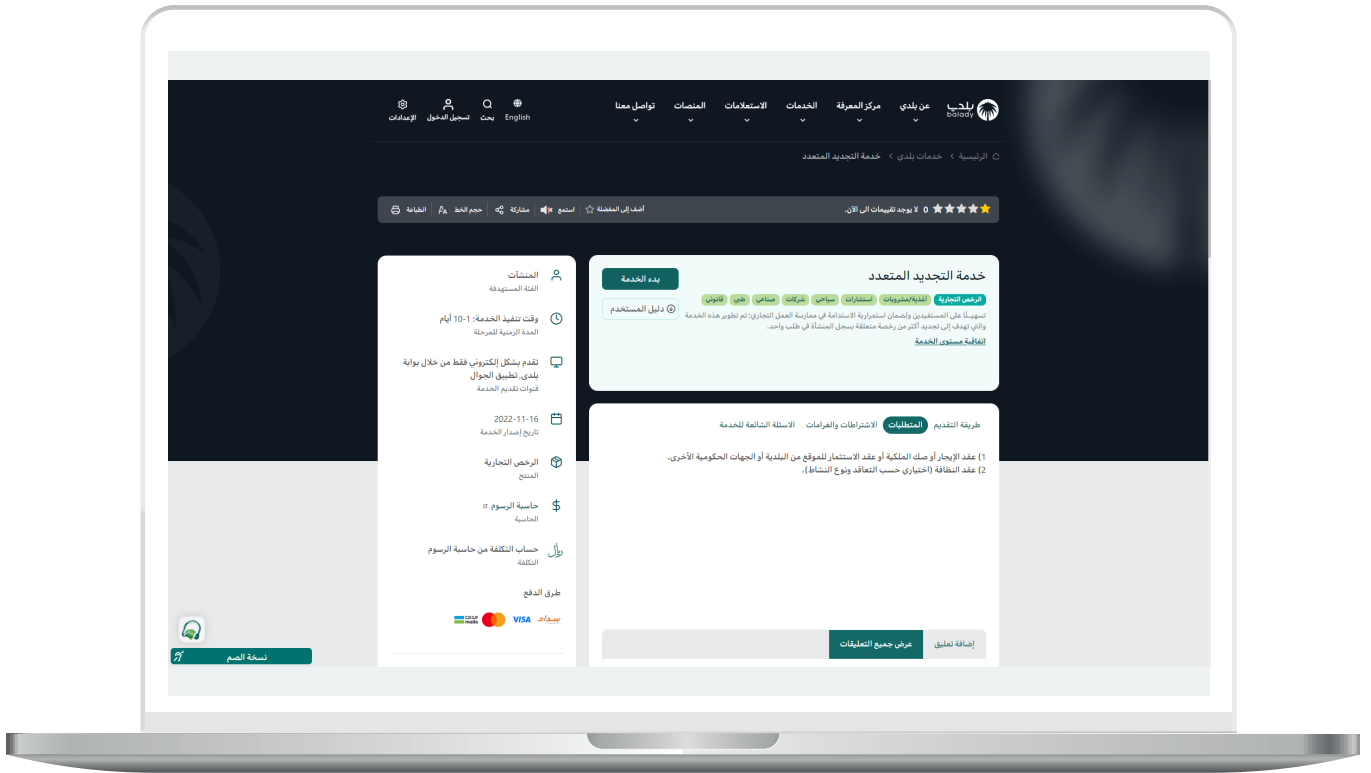 بلدي
balady
عن بلدي
مركز المعرفة
الخدمات
الاستعلامات
المنصات
تواصل معنا
English
بحث
تسجيل الدخول
الإعدادات
الرئيسية > خدمات بلدي > خدمة التجديد المتعدد
0 لا يوجد تقييمات الى الآن.
أضف إلى المفضلة
استمع
مشاركة
حجم الخط
الطباعة
خدمة التجديد المتعدد
بدء الخدمة
الرخص التجارية أغذية/مشروبات استشارات سياحي شركات صناعي طبي قانوني
دليل المستخدم
تسهيـلًا على المستفيدين ولضمان استمرارية الاستدامة في ممارسة العمل التجاري؛ تم تطوير هذه الخدمة
والتي تهدف إلى تجديد أكثر من رخصة متعلقة بسجل المنشأة في طلب واحد.
اتفاقية مستوى الخدمة
طريقة التقديم
المتطلبات
الاشتراطات والغرامات
الاسئلة الشائعة للخدمة
1) عقد الإيجار أو صك الملكية أو عقد الاستثمار للموقع من البلدية أو الجهات الحكومية الأخرى.
2) عقد النظافة (اختياري حسب التعاقد ونوع النشاط).
إضافة تعليق
عرض جميع التعليقات
المنشآت
الفئة المستهدفة
وقت تنفيذ الخدمة: 1-10 أيام
المدة الزمنية للمرحلة
تقدم بشكل إلكتروني فقط من خلال بوابة
بلدي, تطبيق الجوال
قنوات تقديم الخدمة
2022-11-16
تاريخ إصدار الخدمة
الرخص التجارية
المنتج
حاسبة الرسوم
الحاسبة
حساب التكلفة من حاسبة الرسوم
التكلفة
طرق الدفع
سداد
VISA
مدى
mada
نسخة الصم